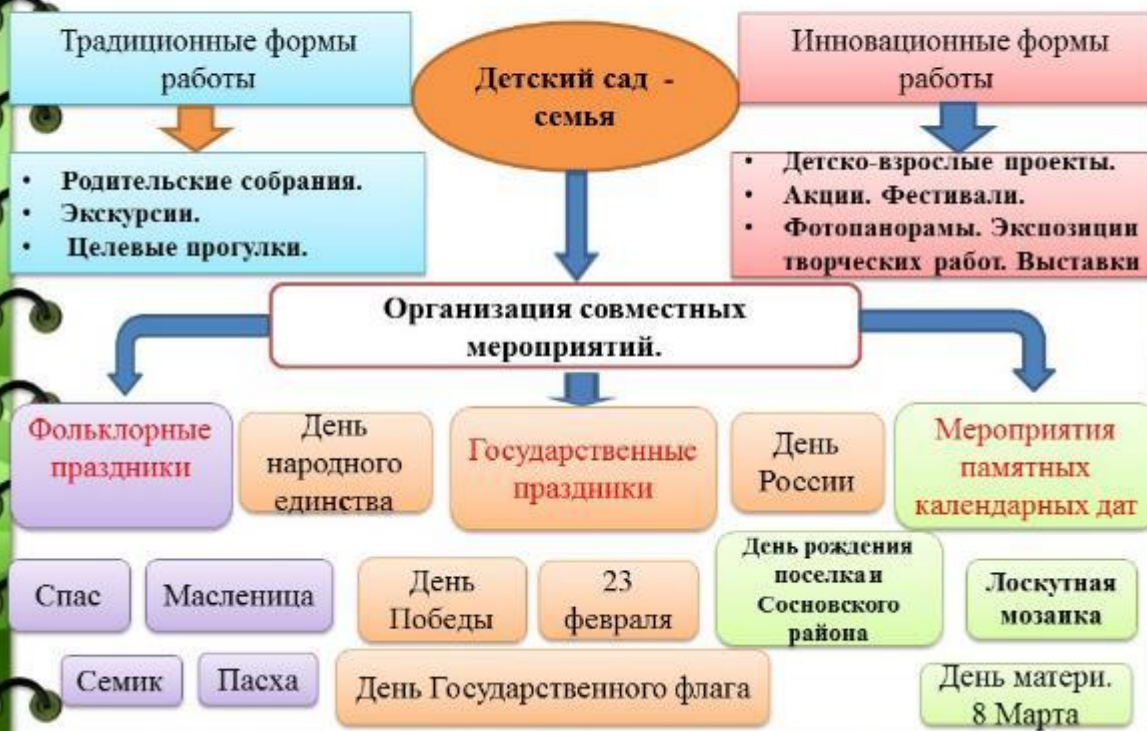 Традиционные формы
работы
Детский сад -
семья
Инновационные формы
работы
• Родительские собрания.
• Экскурсии.
• Целевые прогулки.
• Детско-взрослые проекты.
• Акции. Фестивали.
• Фотопанорамы. Экспозиции
творческих работ. Выставки
Организация совместных
мероприятий.
Фольклорные
праздники
День
народного
единства
Государственные
праздники
День
России
Мероприятия
памятных
календарных дат
Спас
Масленица
День
Победы
23
февраля
День рождения
поселка и
Сосновского
района
Лоскутная
мозаика
Семик
Пасха
День Государственного флага
День матери.
8 Марта